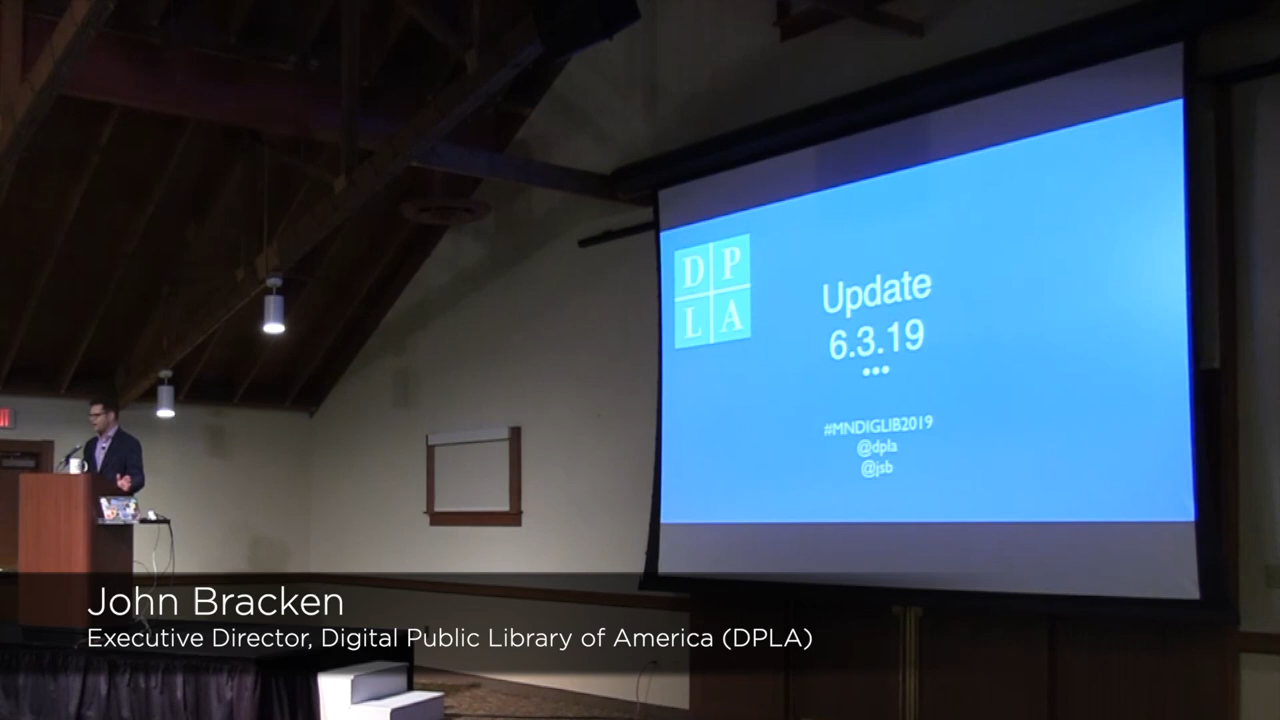 D P
L A
Update
6.3.19
•••
#MNDIGLIB2019
@dpla
@jsb
John Bracken
Executive Director, Digital Public Library of America (DPLA)